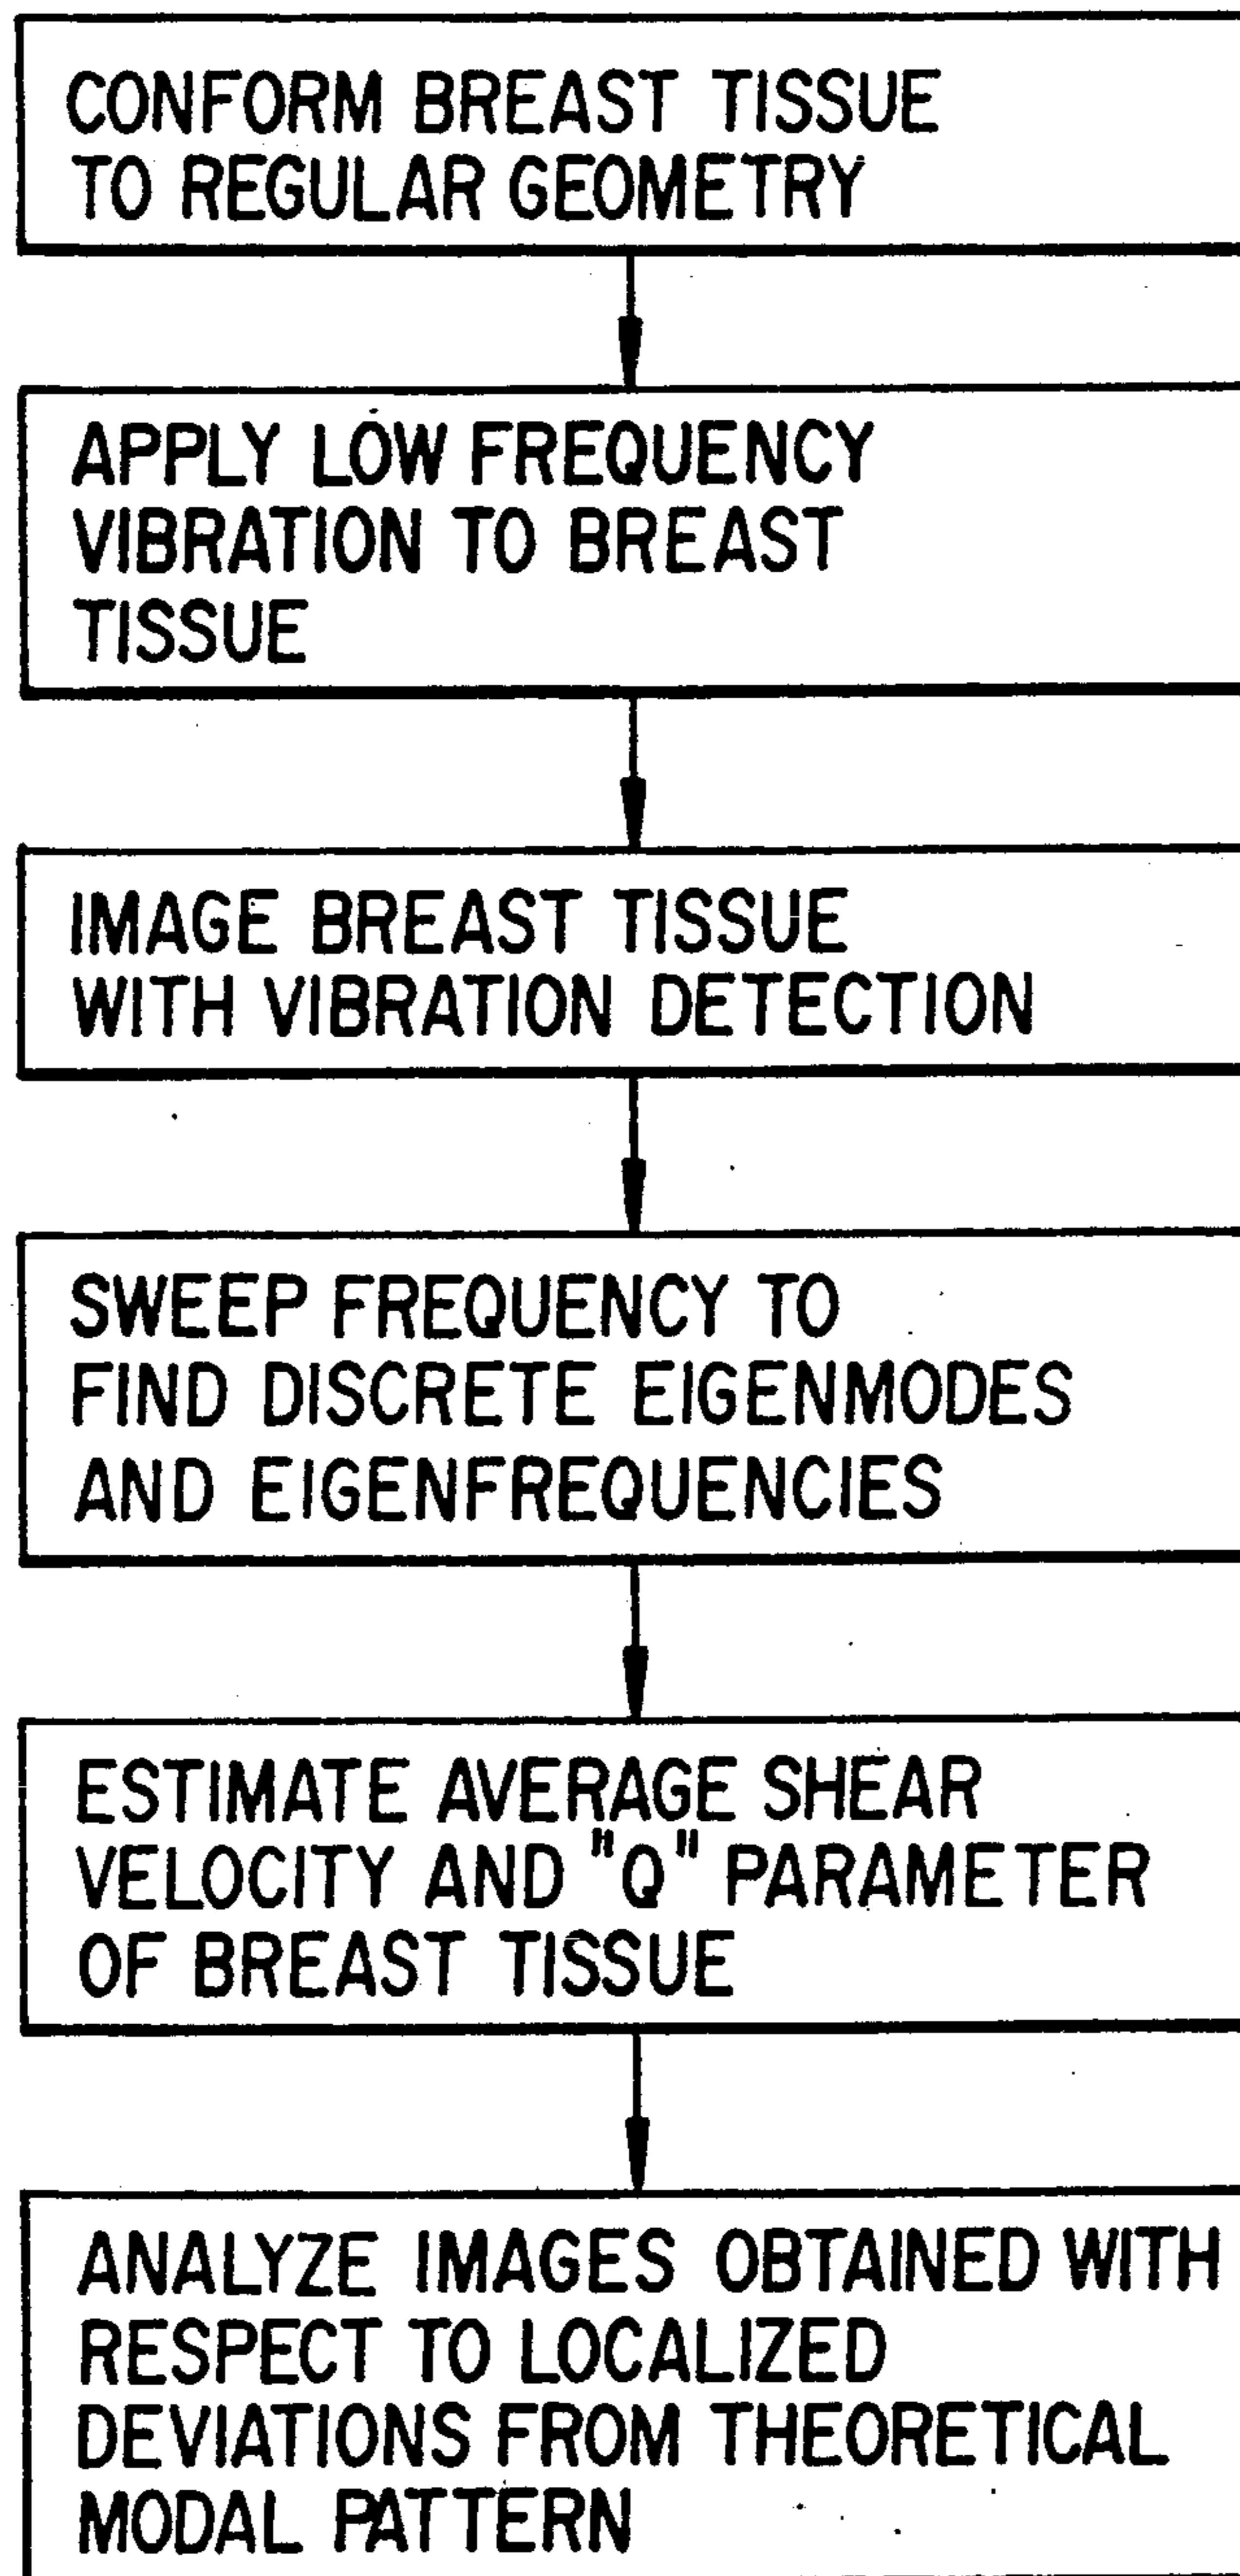 CONFORM BREAST TISSUE
TO REGULAR GEOMETRY
APPLY LOW FREQUENCY
VIBRATION TO BREAST
TISSUE
IMAGE BREAST TISSUE
WITH VIBRATION DETECTION
SWEEP FREQUENCY TO
FIND DISCRETE EIGENMODES
AND EIGENFREQUENCIES
ESTIMATE AVERAGE SHEAR
VELOCITY AND "Q" PARAMETER
OF BREAST TISSUE
ANALYZE IMAGES OBTAINED WITH
RESPECT TO LOCALIZED
DEVIATIONS FROM THEORETICAL
MODAL PATTERN